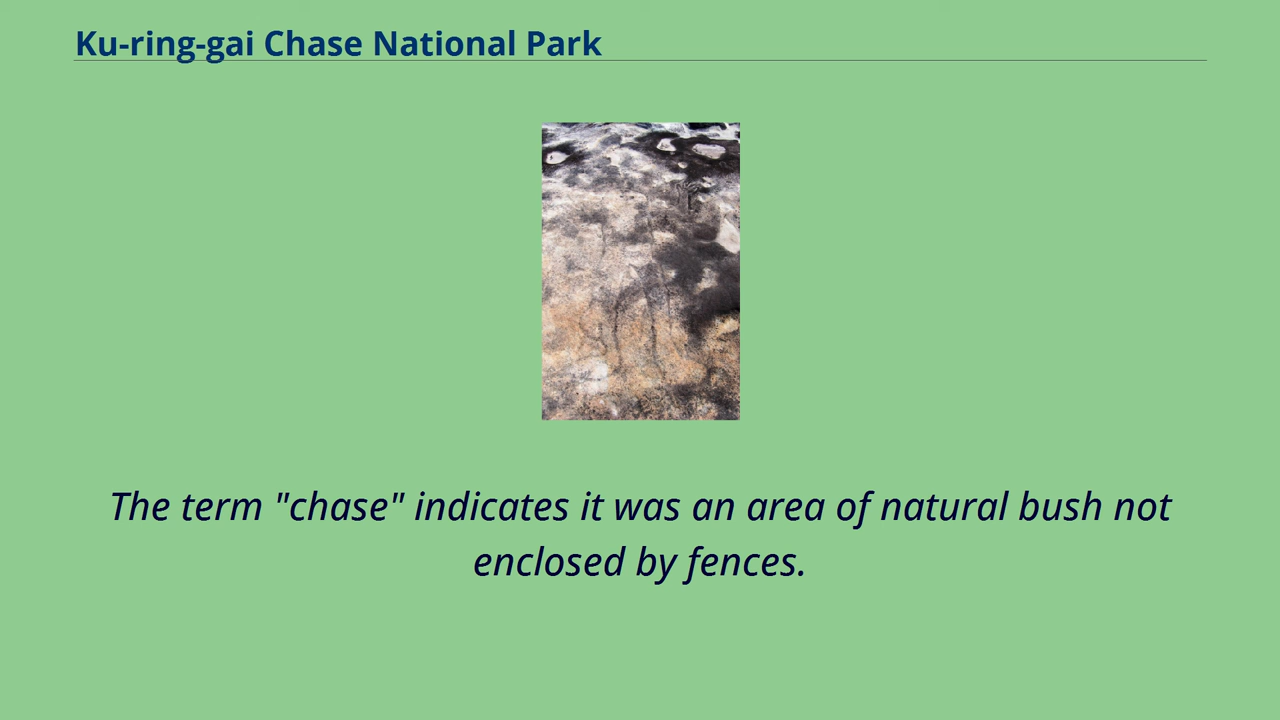 Ku-ring-gai Chase National Park
The term "chase" indicates it was an area of natural bush not
enclosed by fences.